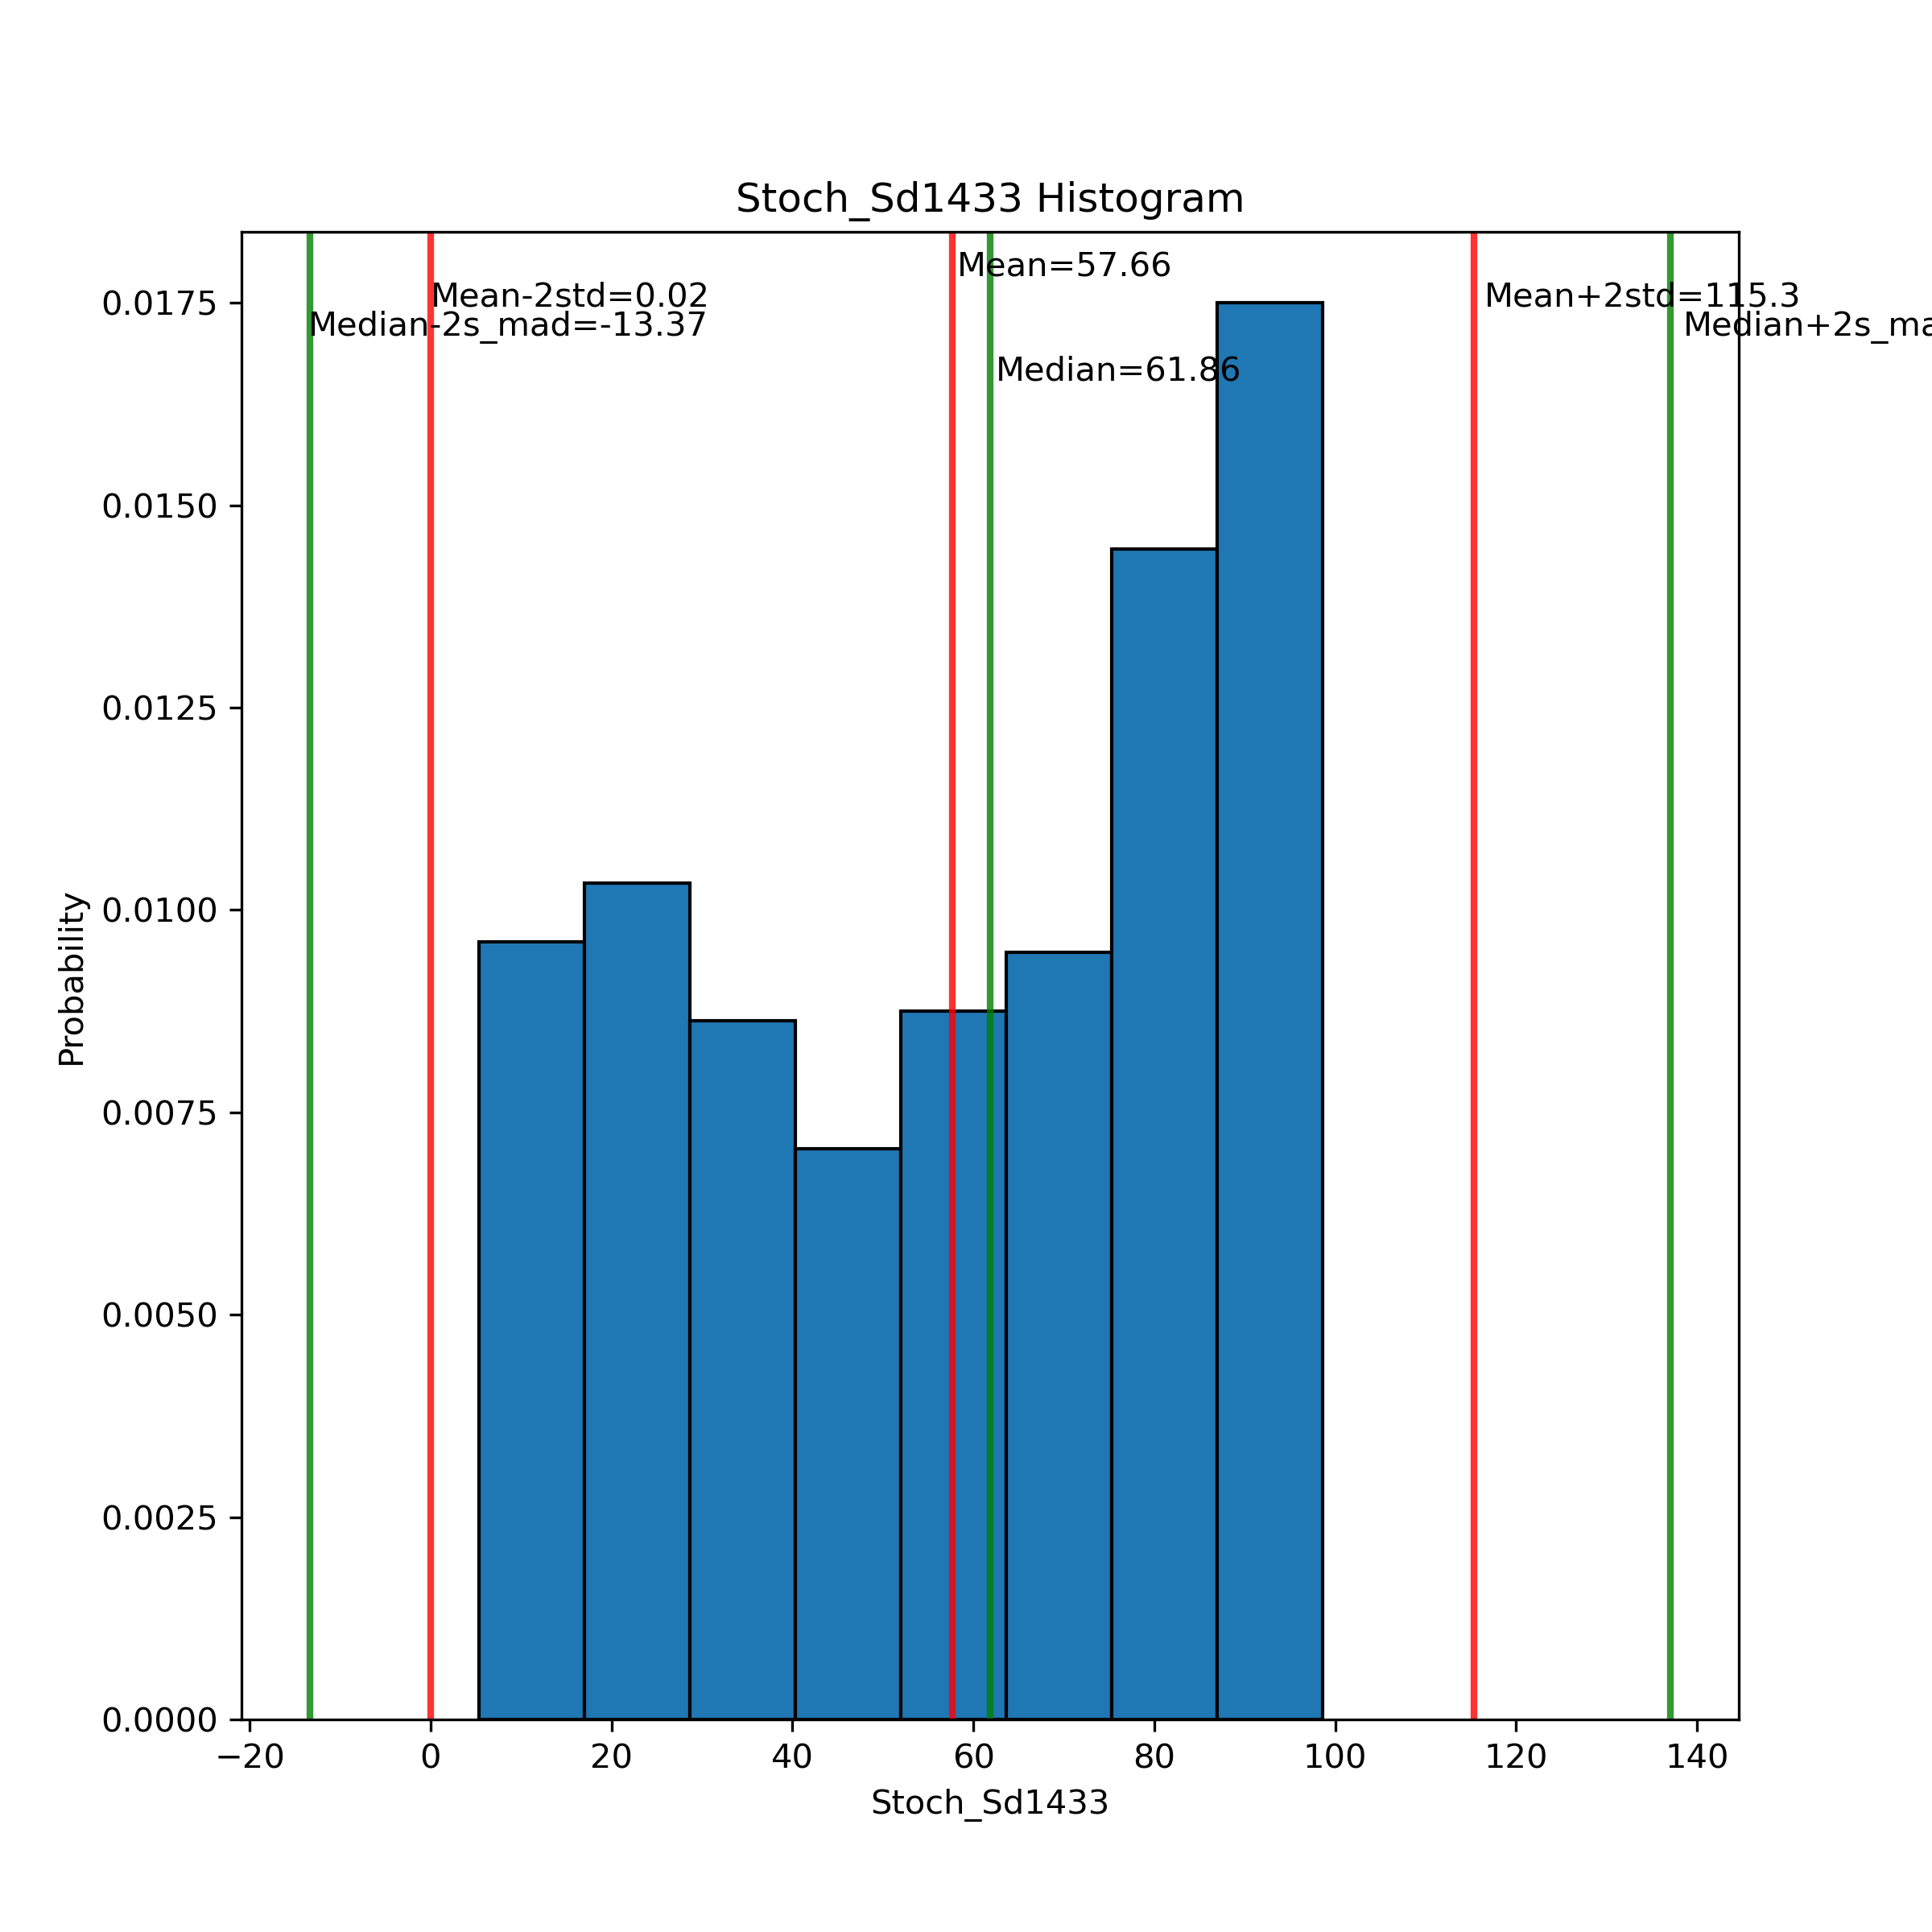 Stoch_Sd1433 Histogram
Mean=57.66
Mean-2std=0.02
Mean+2std=115.3
Median-2s_mad=-13.37
Median=61.86
0.0175
0.0150
0.0125
0.0100
0.0075
0.0050
0.0025
0.0000
Probability
−20 0 20 40 60 80 100 120 140
Stoch_Sd1433